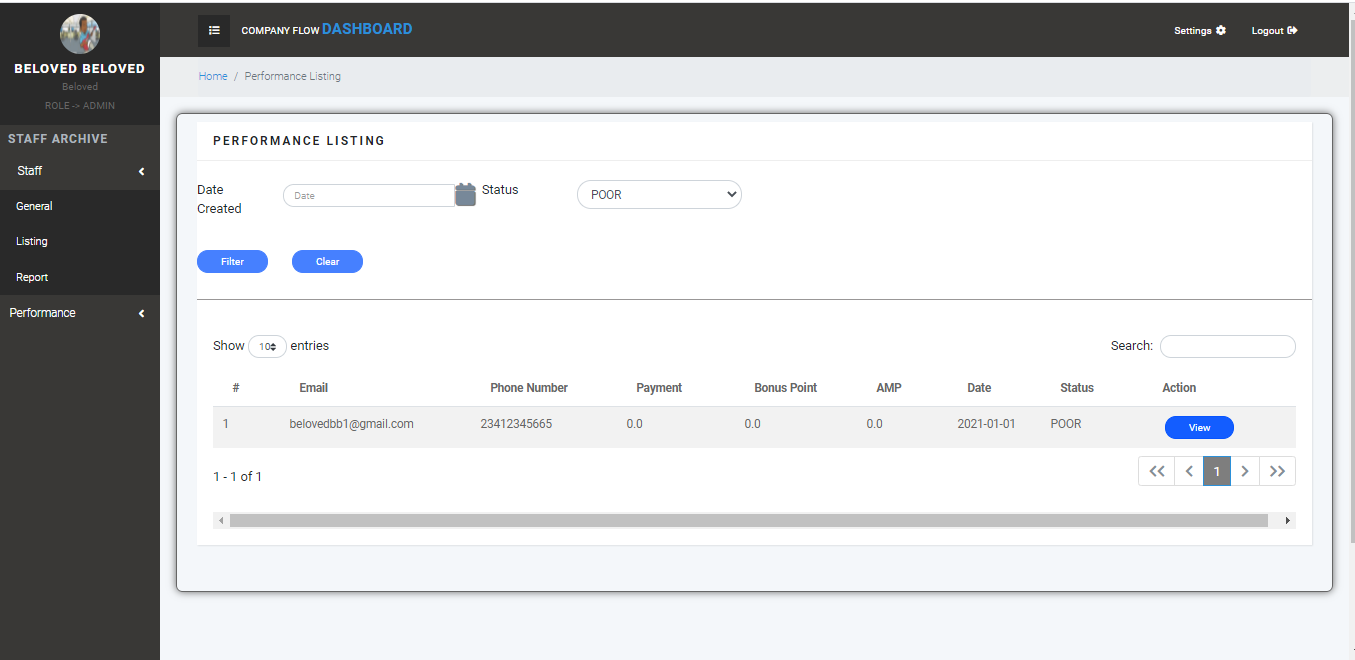 BELOVED BELOVED
Beloved
ROLE -> ADMIN
STAFF ARCHIVE
Staff
General
Listing
Report
Performance
COMPANY FLOW DASHBOARD
Settings
Logout
Home / Performance Listing
PERFORMANCE LISTING
Date Created
Date
Status
POOR
Filter
Clear
Show 10 entries
Search:
# Email Phone Number Payment Bonus Point AMP Date Status Action
1 belovedbb1@gmail.com 23412345665 0.0 0.0 0.0 2021-01-01 POOR View
1 - 1 of 1
<< < 1 > >>